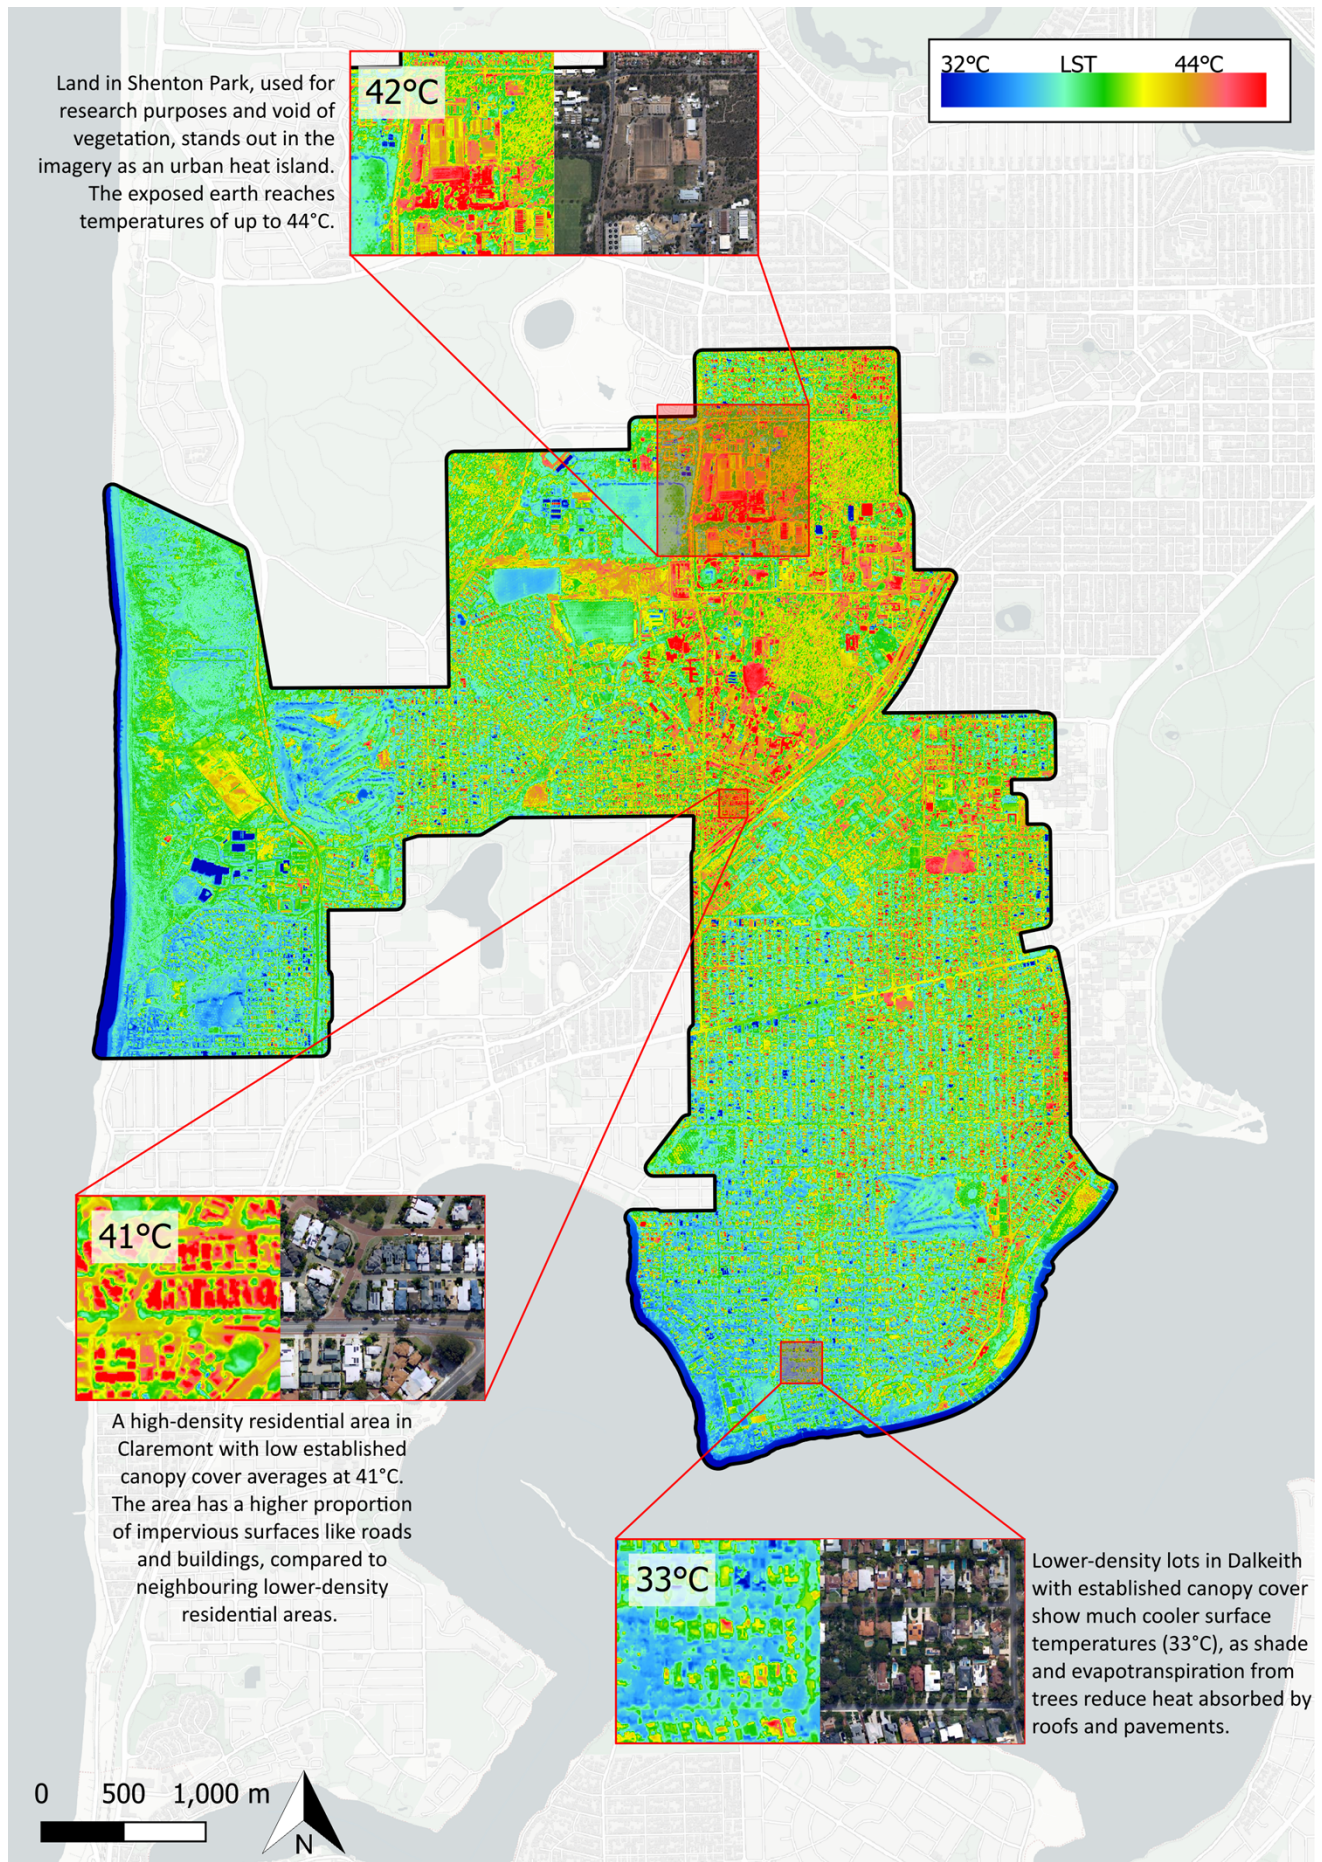 32°C LST 44°C
Land in Shenton Park, used for
research purposes and void of
vegetation, stands out in the
imagery as an urban heat island.
The exposed earth reaches
temperatures of up to 44°C.
42°C
41°C
A high-density residential area in
Claremont with low established
canopy cover averages at 41°C.
The area has a higher proportion
of impervious surfaces like roads
and buildings, compared to
neighbouring lower-density
residential areas.
33°C
Lower-density lots in Dalkeith
with established canopy cover
show much cooler surface
temperatures (33°C), as shade
and evapotranspiration from
trees reduce heat absorbed by
roofs and pavements.
0 500 1,000 m
N